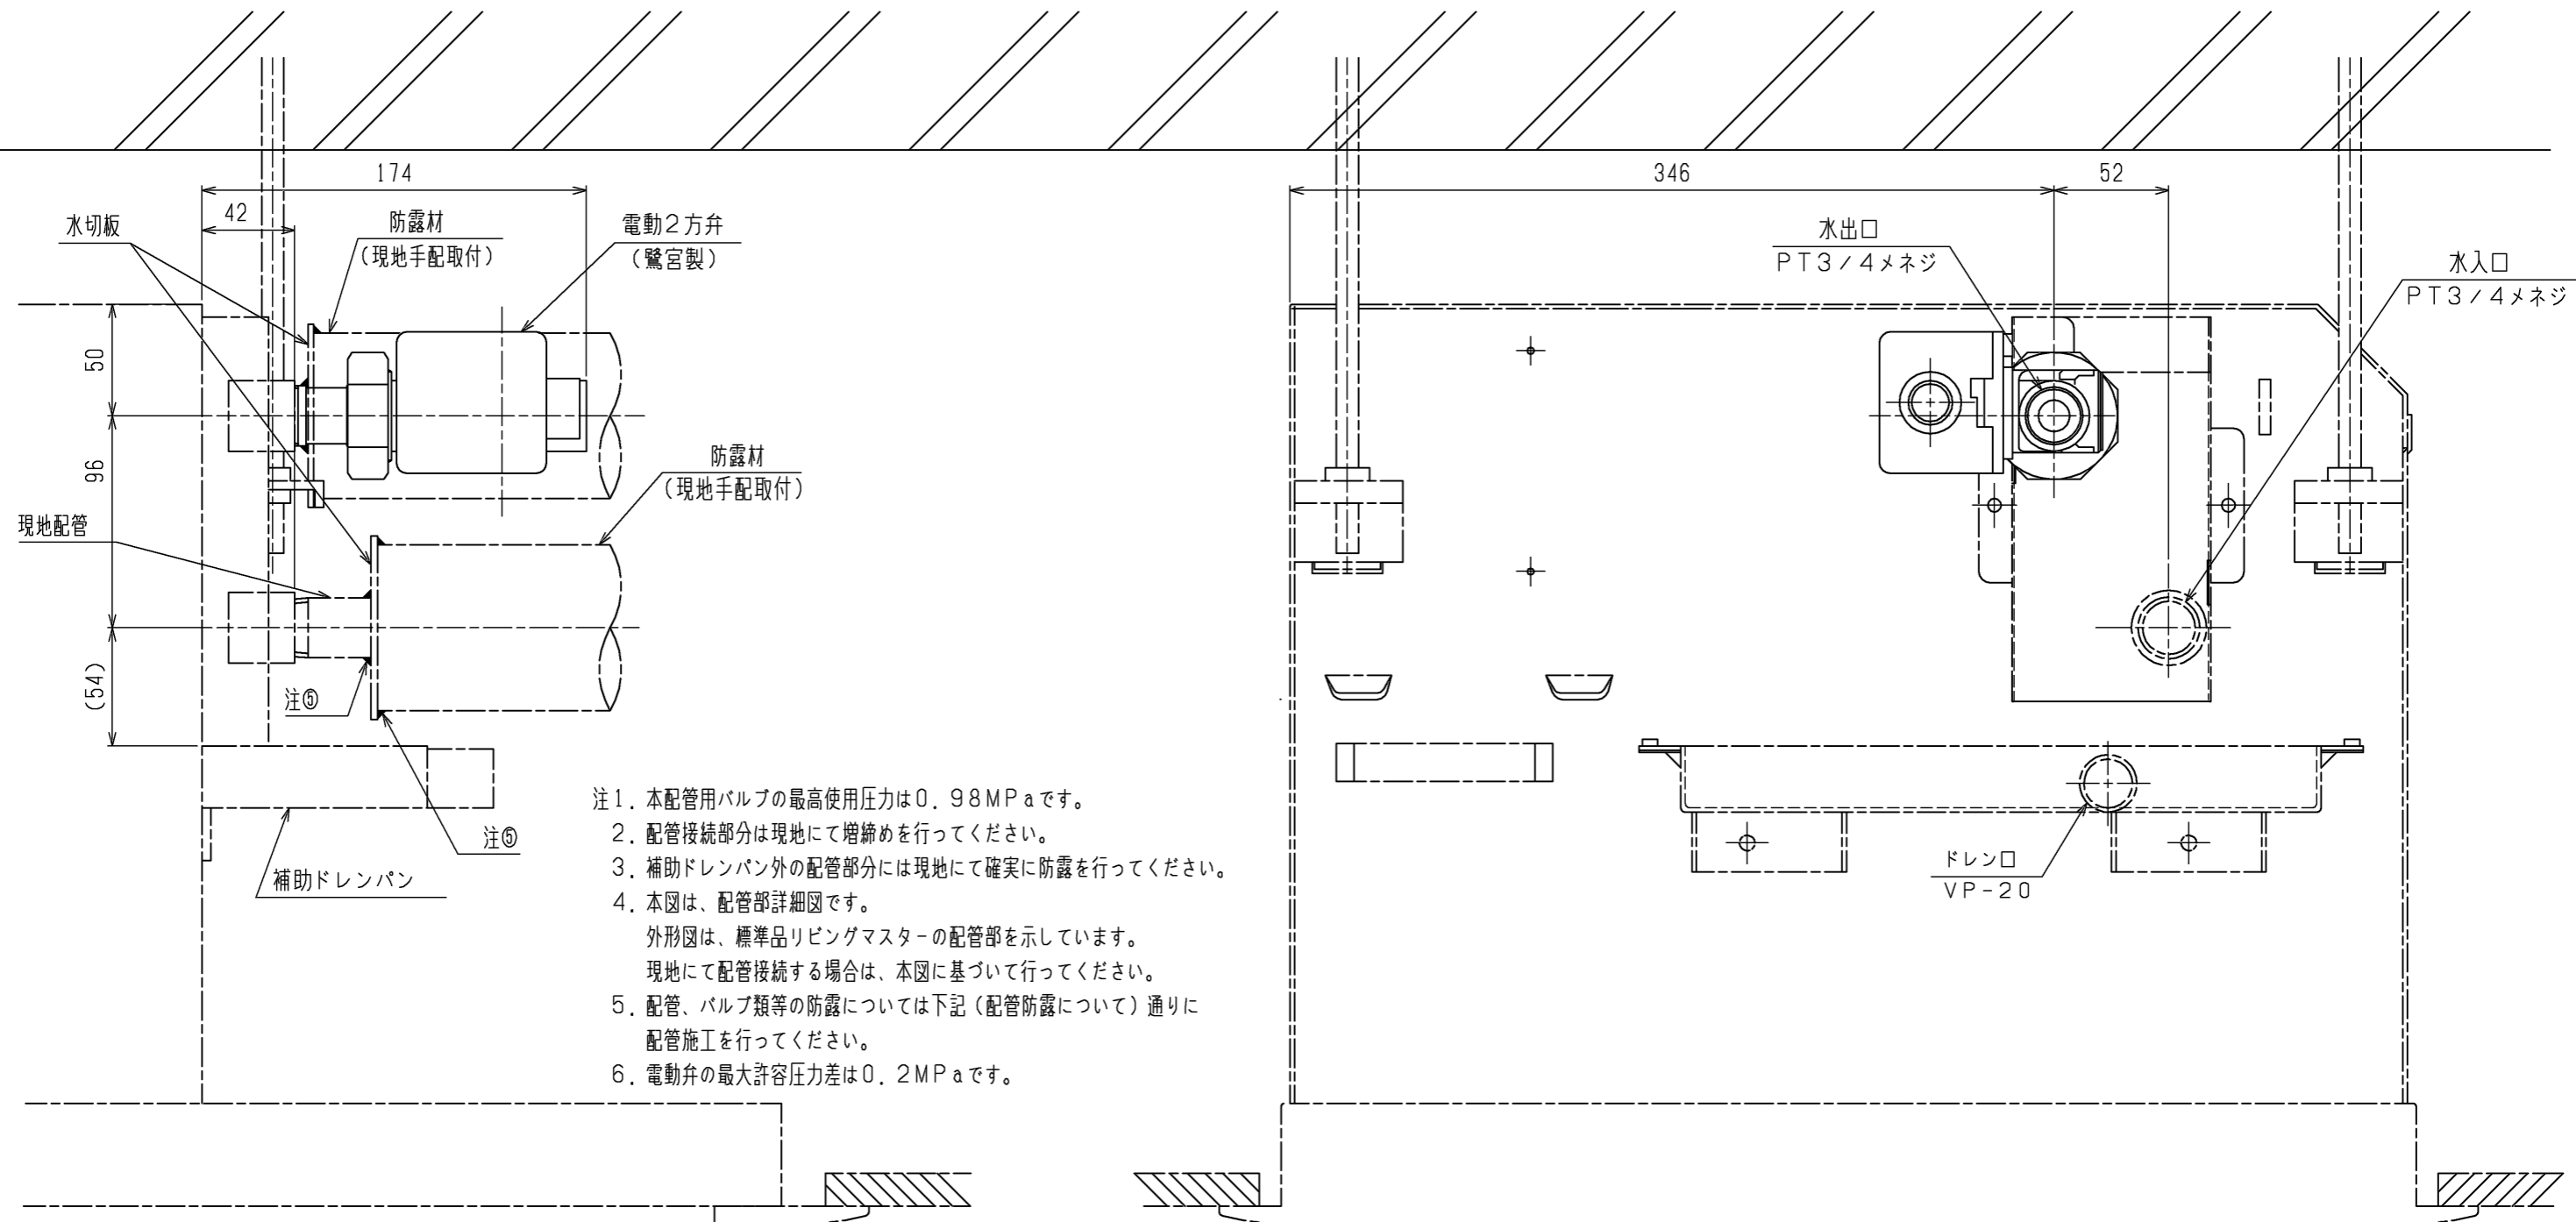 174
346
52
42
水切板
防露材
(現地手配取付)
電動2方弁
(鷺宮製)
水出口
PT3/4メネジ
水入口
PT3/4メネジ
50
96
(54)
防露材
(現地手配取付)
現地配管
注⑤
注⑤
補助ドレンパン
ドレン口
VP-20
注1. 本配管用バルブの最高使用圧力は0.98MPaです。
2. 配管接続部分は現地にて増締めを行ってください。
3. 補助ドレンパン外の配管部分には現地にて確実に防露を行ってください。
4. 本図は、配管部詳細図です。
外形図は、標準品リビングマスターの配管部を示しています。
現地にて配管接続する場合は、本図に基づいて行ってください。
5. 配管、バルブ類等の防露については下記(配管防露について)通りに
配管施工を行ってください。
6. 電動弁の最大許容圧力差は0.2MPaです。